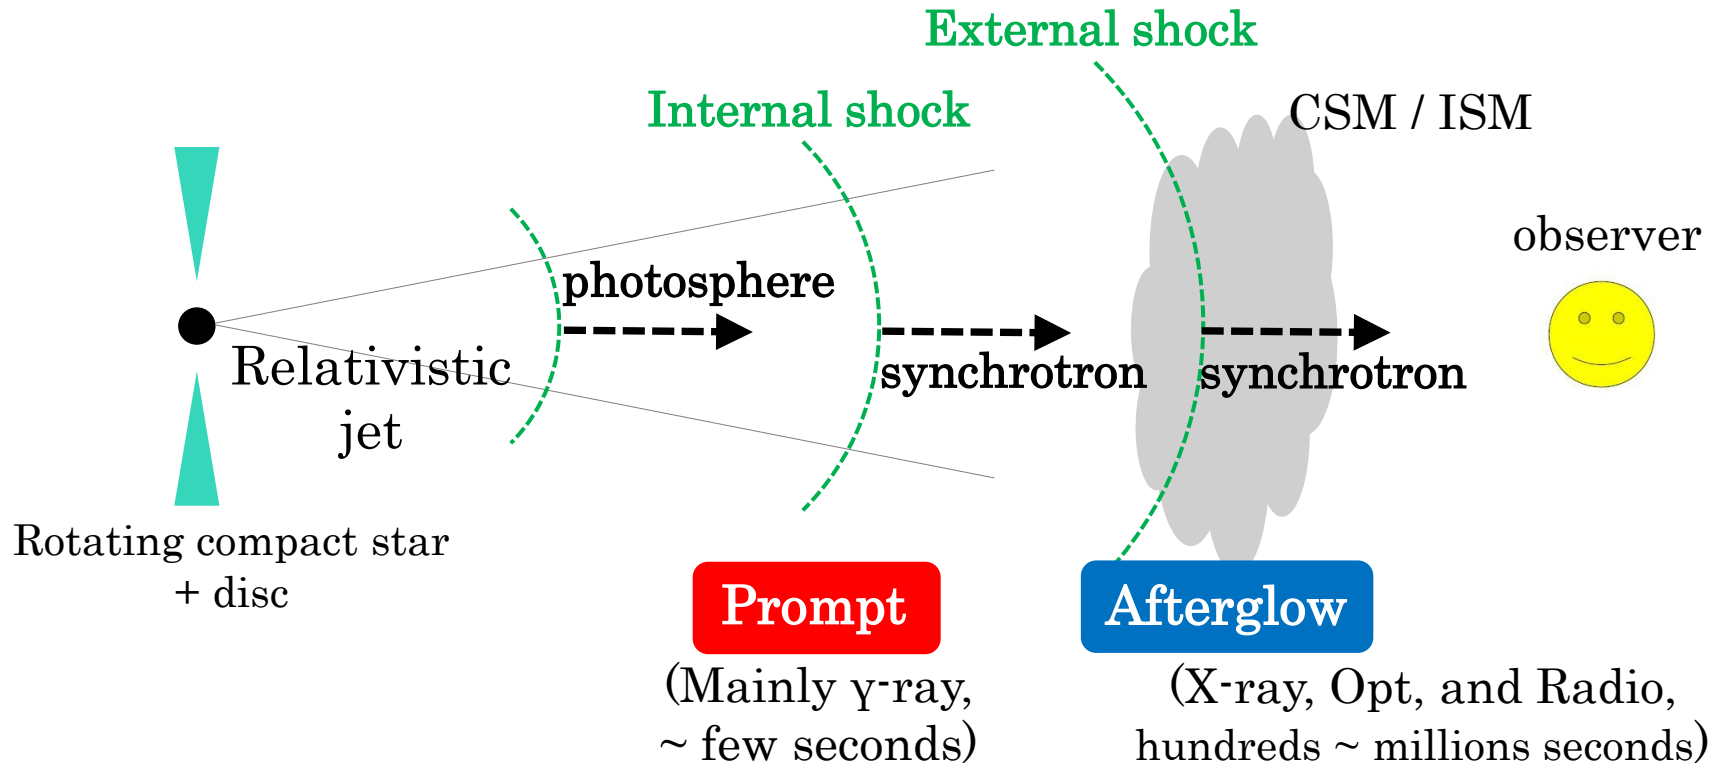 External shock
Internal shock
CSM / ISM
observer
photosphere
Relativistic
jet
synchrotron
synchrotron
Rotating compact star
+ disc
Prompt
(Mainly γ-ray,
~ few seconds)
Afterglow
(X-ray, Opt, and Radio,
hundreds ~ millions seconds)